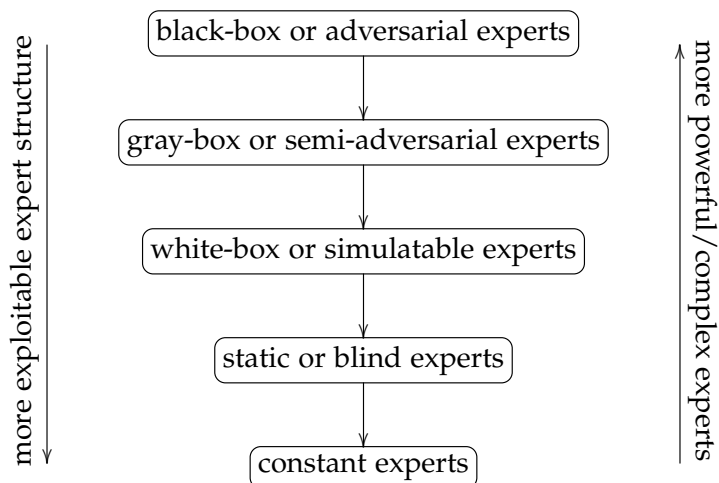 black-box or adversarial experts
gray-box or semi-adversarial experts
white-box or simulatable experts
static or blind experts
constant experts
more exploitable expert structure
more powerful/complex experts